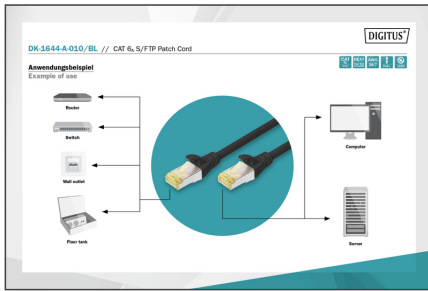 DIGITUS®
DK-1644-A-010/BL // CAT 6A S/FTP Patch Cord
Anwendungsbeispiel
Example of use
Router
Switch
Wall outlet
Floor tank
Computer
Server